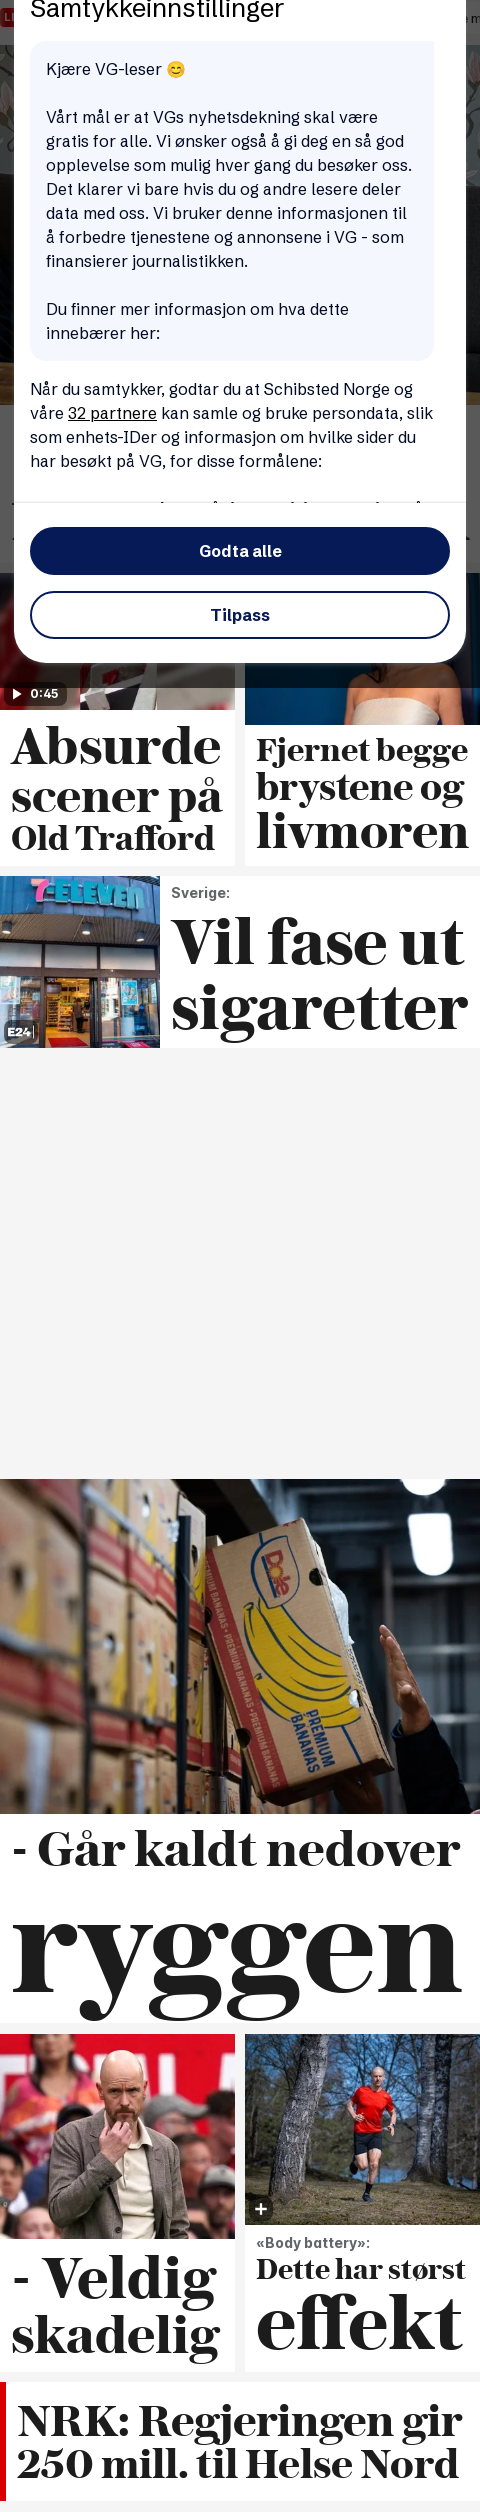 Samtykkeinnstillinger
Kjære VG-leser 😊
Vårt mål er at VGs nyhetsdekning skal være
gratis for alle. Vi ønsker også å gi deg en så god
opplevelse som mulig hver gang du besøker oss.
Det klarer vi bare hvis du og andre lesere deler
data med oss. Vi bruker denne informasjonen til
å forbedre tjenestene og annonsene i VG - som
finansierer journalistikken.
Du finner mer informasjon om hva dette
innebærer her:
Når du samtykker, godtar du at Schibsted Norge og
våre 32 partnere kan samle og bruke persondata, slik
som enhets-IDer og informasjon om hvilke sider du
har besøkt på VG, for disse formålene:
Godta alle
Tilpass
0:45
Absurde
scener på
Old Trafford
Fjernet begge
brystene og
livmoren
7-ELEVEN
E24
Sverige:
Vil fase ut
sigaretter
Dole
PREMIUM BANANAS • PREMIUM BANANAS
PREMIUM
BANANAS
- Går kaldt nedover
ryggen
- Veldig
skadelig
«Body battery»:
Dette har størst
effekt
NRK: Regjeringen gir
250 mill. til Helse Nord